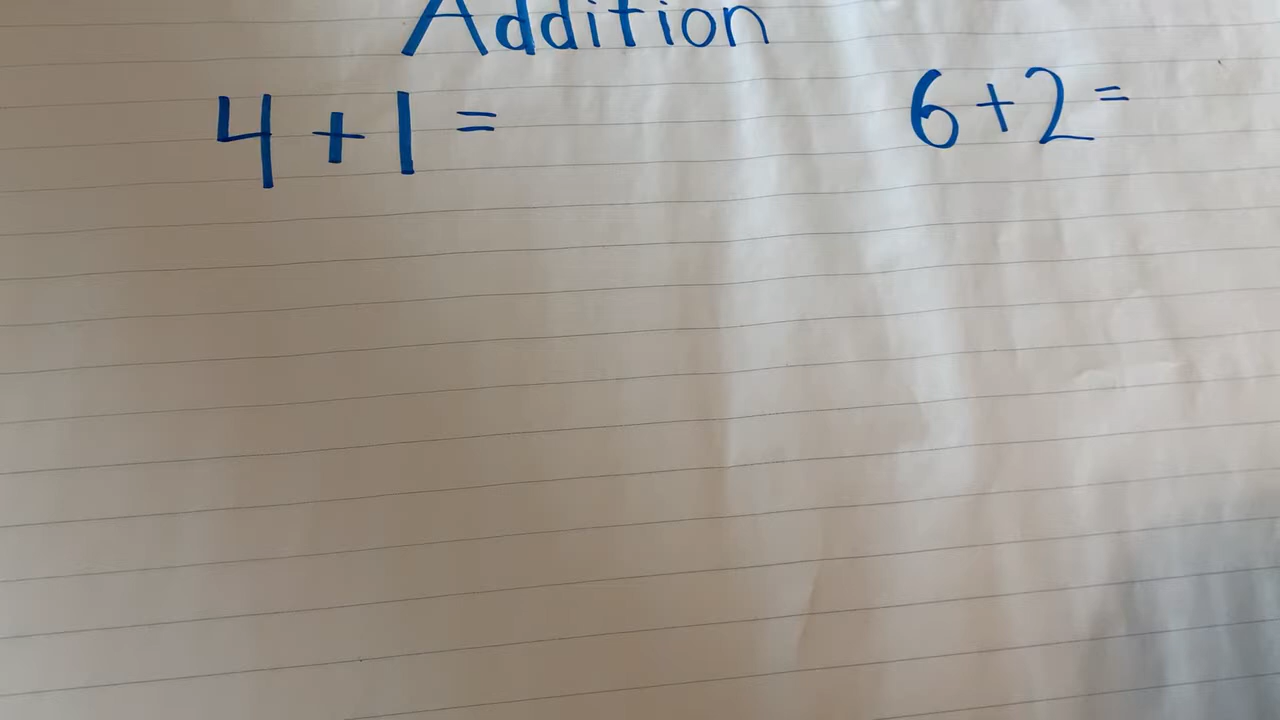 Addition
4 + 1 = 6 + 2 =